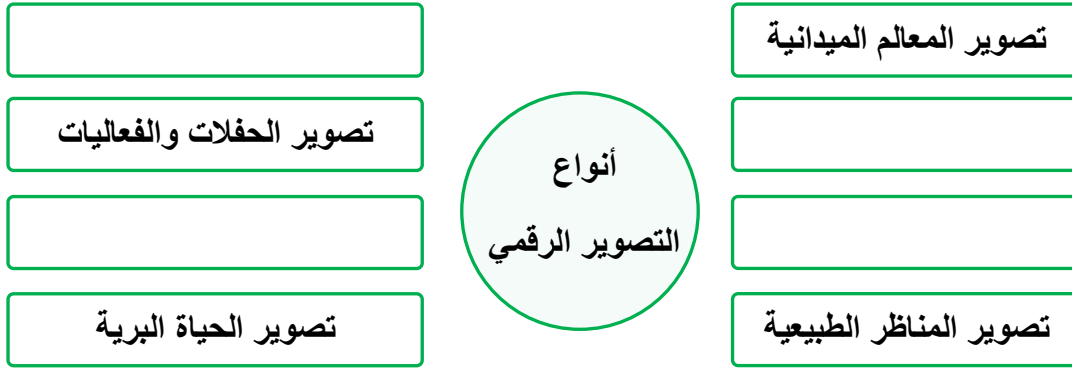 تصوير المعالم الميدانية
تصوير الحفلات والفعاليات
أنواع
التصوير الرقمي
تصوير المناظر الطبيعية
تصوير الحياة البرية